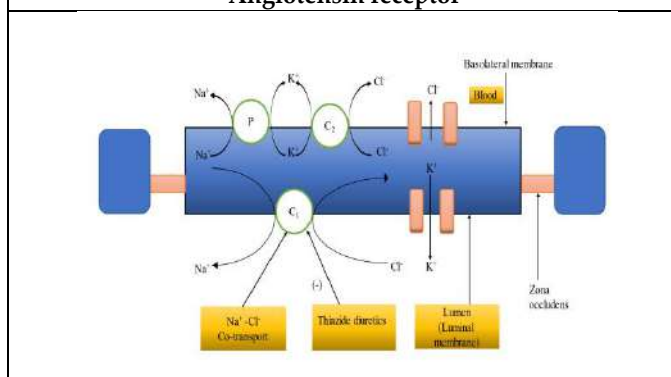 Angiotensin receptor
Basolateral membrane
Blood
Na⁺
K⁺
Cl⁻
Cl⁻
P
C₂
Na⁺
K⁺
Cl⁻
K⁺
C₁
Na⁺
(-)
Cl⁻
K⁺
Zona
occludens
Na⁺ -Cl⁻
Co-transport
Thiazide diuretics
Lumen
(Luminal
membrane)